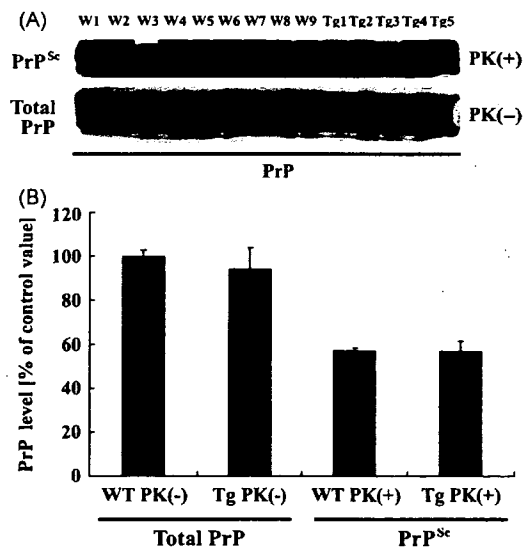 (A)
W1 W2 W3 W4 W5 W6 W7 W8 W9 Tg1 Tg2 Tg3 Tg4 Tg5
PrPSc PK(+)
Total PrP PK(−)
PrP
(B)
PrP level [% of control value]
120
100
80
60
40
20
0
WT PK(-) Tg PK(-) WT PK(+) Tg PK(+)
Total PrP PrPSc